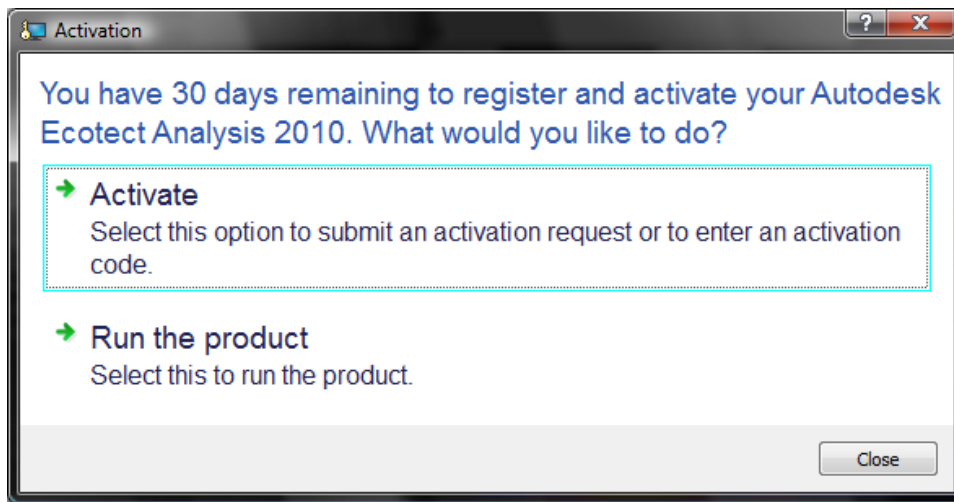 Activation
You have 30 days remaining to register and activate your Autodesk
Ecotect Analysis 2010. What would you like to do?
Activate
Select this option to submit an activation request or to enter an activation
code.
Run the product
Select this to run the product.
Close